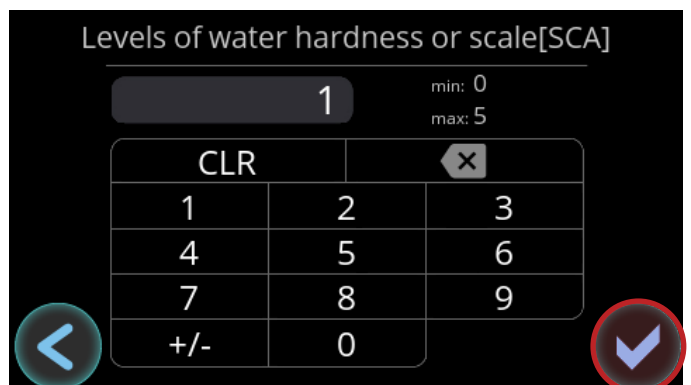 Levels of water hardness or scale[SCA]
1
min: 0
max: 5
CLR
1 2 3
4 5 6
7 8 9
+/- 0